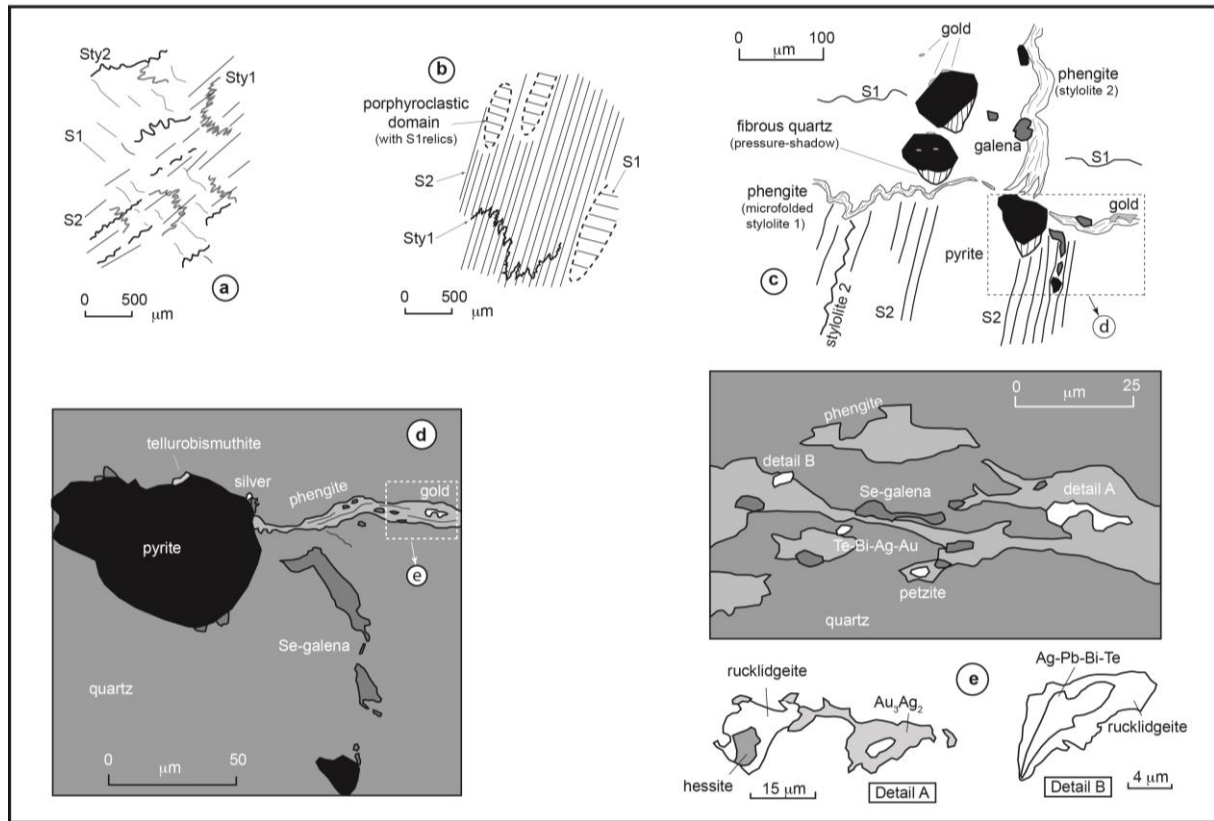 Sty2
Sty1
S1
S2
a
0 500
μm
b
porphyroclastic
domain
(with S1relics)
S2
S1
Sty1
0 500
μm
0 100
μm
gold
phengite
(stylolite 2)
S1
fibrous quartz
(pressure-shadow)
galena
S1
phengite
(microfolded
stylolite 1)
gold
pyrite
c
stylolite 2
S2
S2
d
d
tellurobismuthite
silver
phengite
gold
pyrite
e
Se-galena
quartz
0 50
μm
0 25
μm
phengite
detail B
Se-galena
detail A
Te-Bi-Ag-Au
petzite
quartz
e
rucklidgeite
Au3Ag2
hessite
15 μm
Detail A
Ag-Pb-Bi-Te
rucklidgeite
Detail B
4 μm